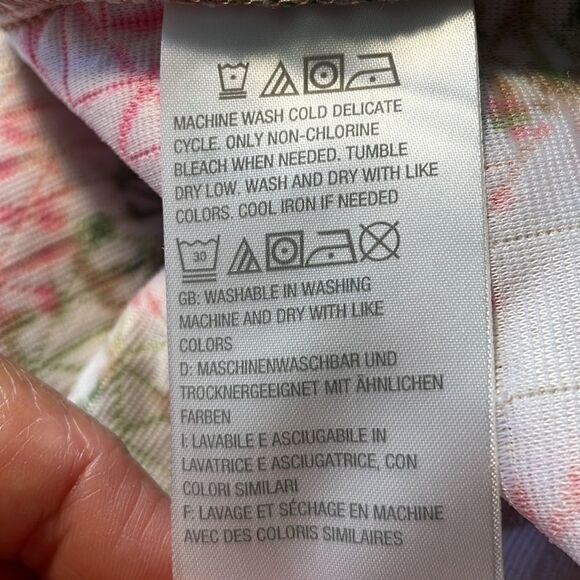 MACHINE WASH COLD DELICATE
CYCLE. ONLY NON-CHLORINE
BLEACH WHEN NEEDED. TUMBLE
DRY LOW. WASH AND DRY WITH LIKE
COLORS. COOL IRON IF NEEDED
30
GB: WASHABLE IN WASHING
MACHINE AND DRY WITH LIKE
COLORS
D: MASCHINENWASCHBAR UND
TROCKNERGEEIGNET MIT ÄHNLICHEN
FARBEN
I: LAVABILE E ASCIUGABILE IN
LAVATRICE E ASCIUGATRICE, CON
COLORI SIMILARI
F: LAVAGE ET SÉCHAGE EN MACHINE
AVEC DES COLORIS SIMILAIRES